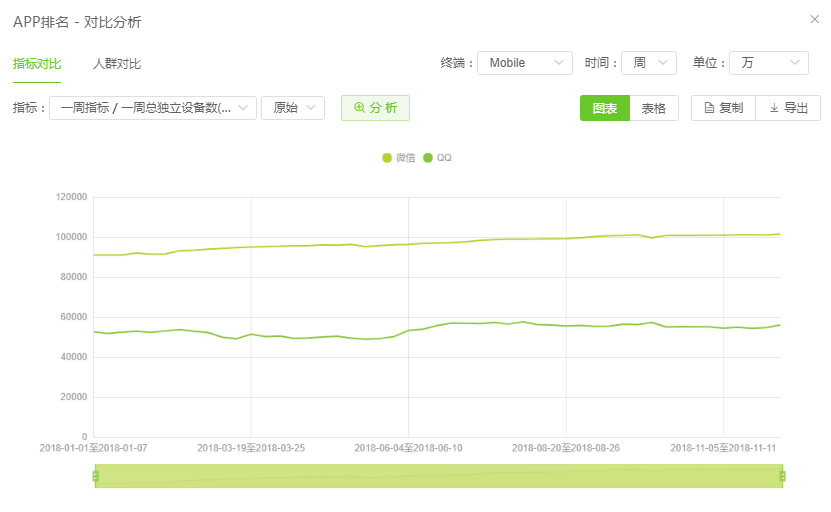 APP排名 - 对比分析
指标对比 人群对比 终端： Mobile 时间： 周 单位： 万
指标： 一周指标 / 一周总独立设备数(... 原始 分 析 图表 表格 复制 导出
微信 QQ
120000
100000
80000
60000
40000
20000
0
2018-01-01至2018-01-07 2018-03-19至2018-03-25 2018-06-04至2018-06-10 2018-08-20至2018-08-26 2018-11-05至2018-11-11